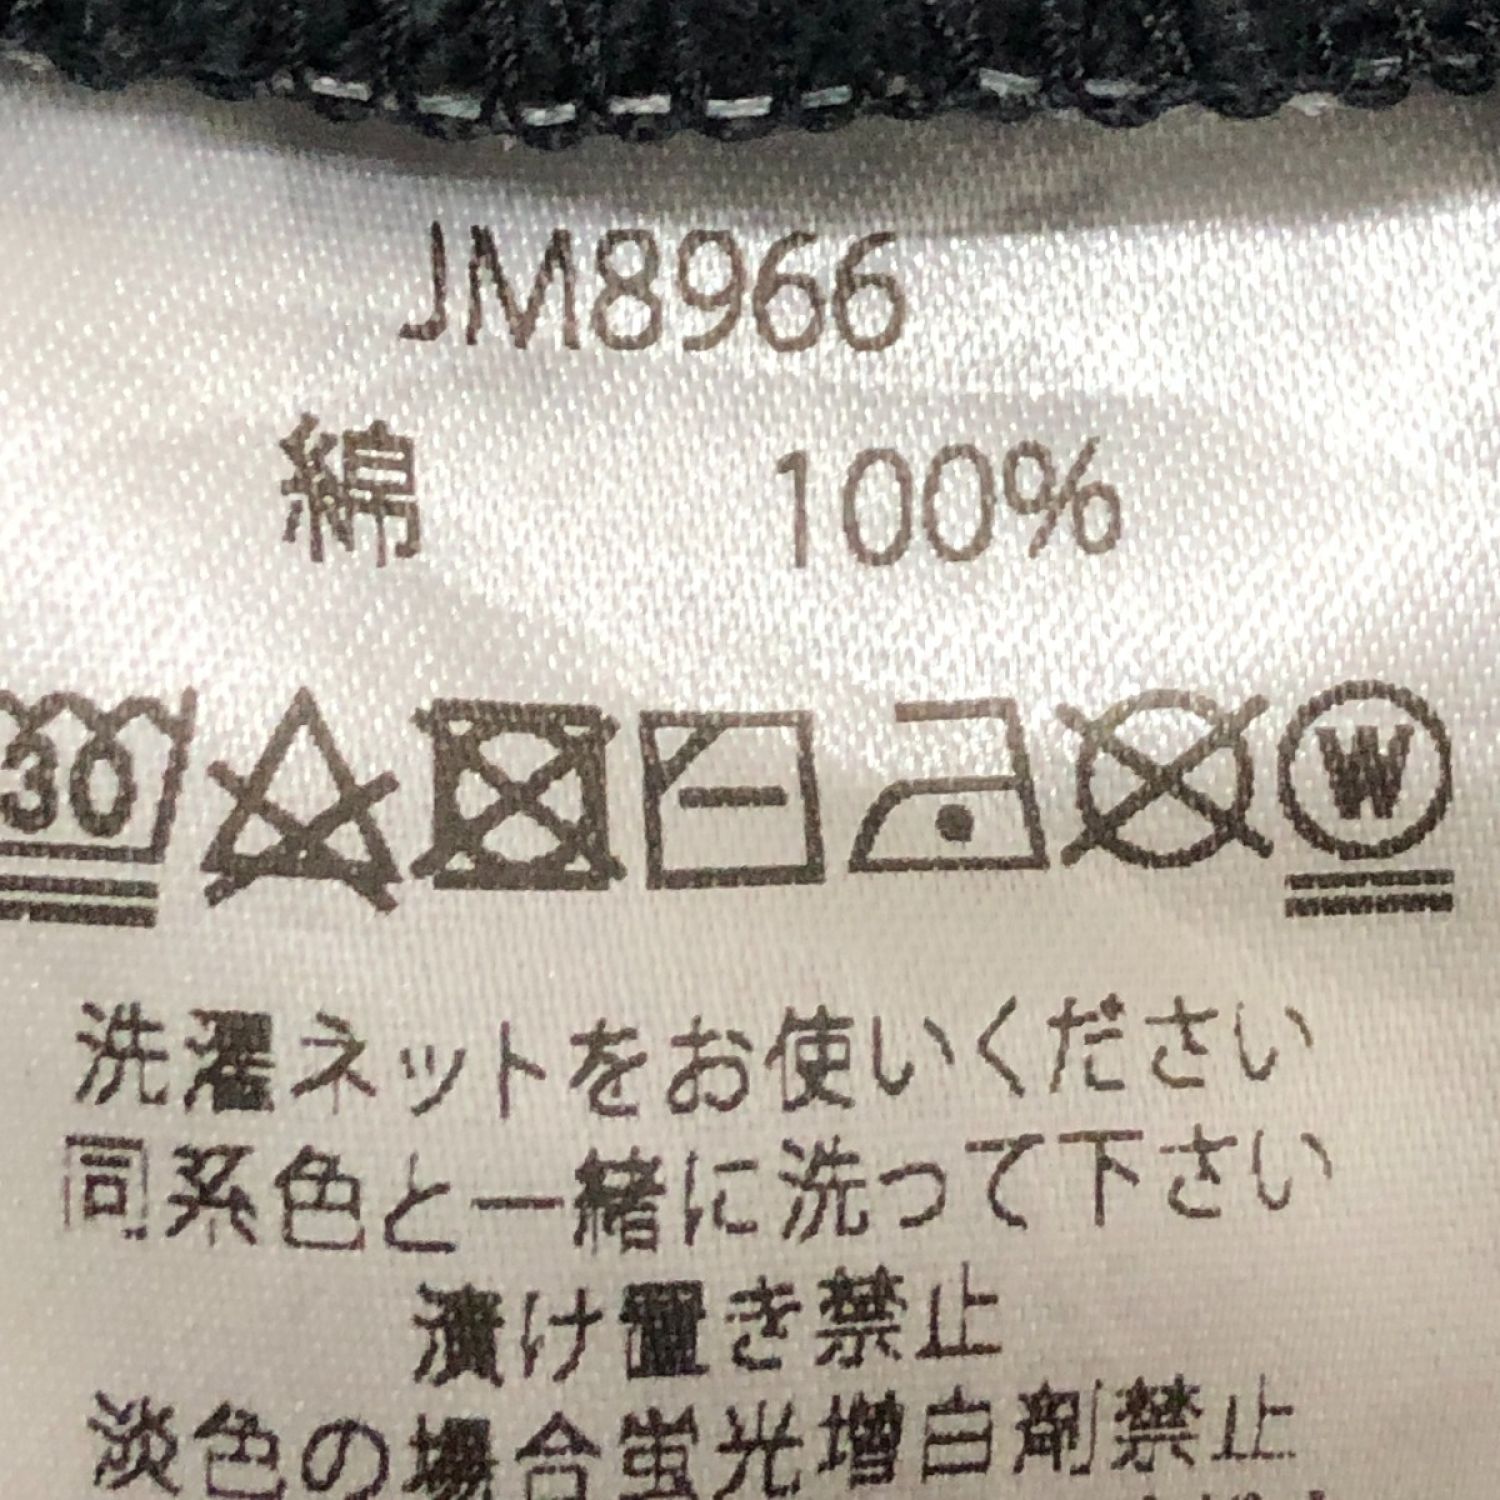 JM8966
綿 100%
30 W
洗濯ネットをお使いください
同系色と一緒に洗って下さい
漬け置き禁止
淡色の場合蛍光増白剤禁止